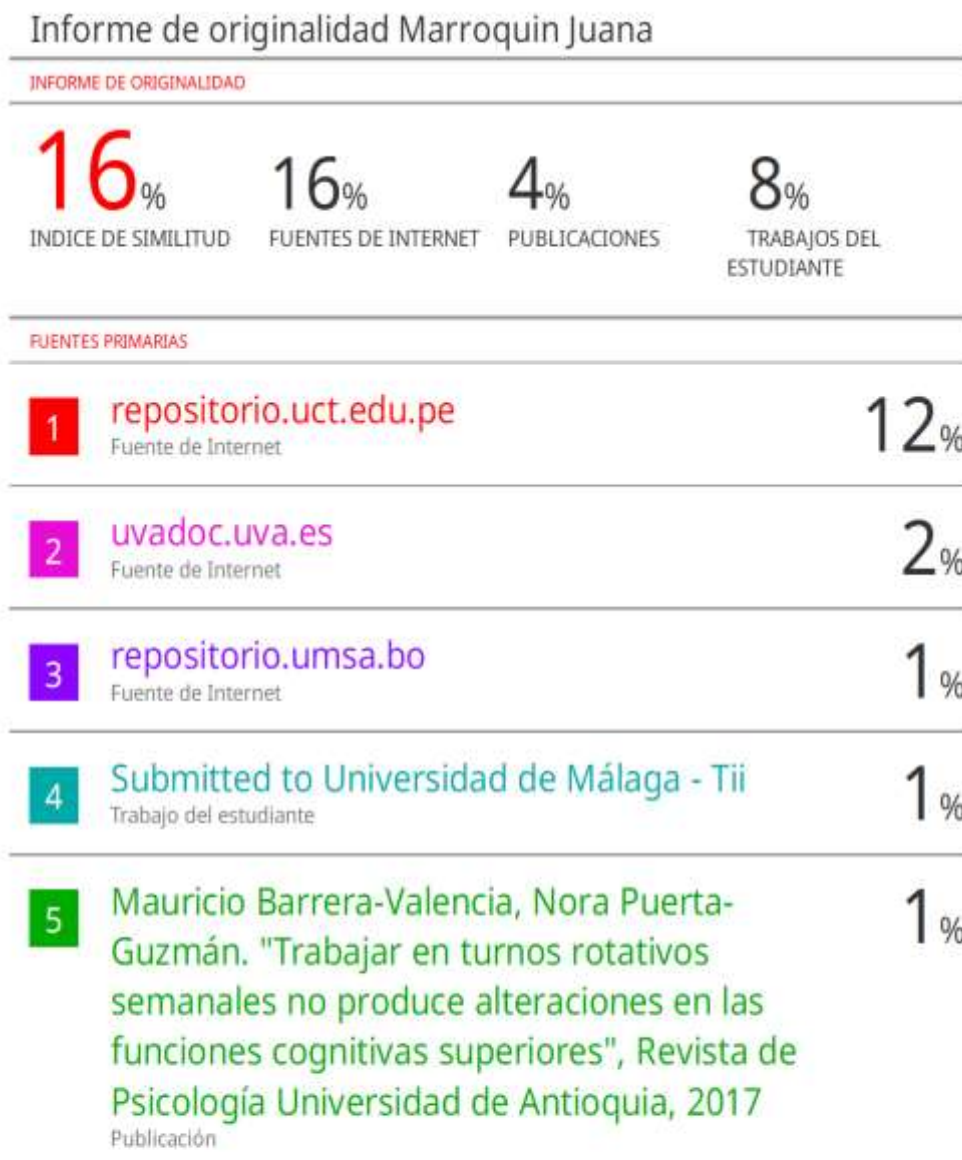 Informe de originalidad Marroquin Juana
INFORME DE ORIGINALIDAD
16%
16%
4%
8%
INDICE DE SIMILITUD
FUENTES DE INTERNET
PUBLICACIONES
TRABAJOS DEL
ESTUDIANTE
FUENTES PRIMARIAS
1
repositorio.uct.edu.pe
Fuente de Internet
12%
2
uvadoc.uva.es
Fuente de Internet
2%
3
repositorio.umsa.bo
Fuente de Internet
1%
4
Submitted to Universidad de Málaga - Tii
Trabajo del estudiante
1%
5
Mauricio Barrera-Valencia, Nora Puerta-
Guzmán. "Trabajar en turnos rotativos
semanales no produce alteraciones en las
funciones cognitivas superiores", Revista de
Psicología Universidad de Antioquia, 2017
Publicación
1%